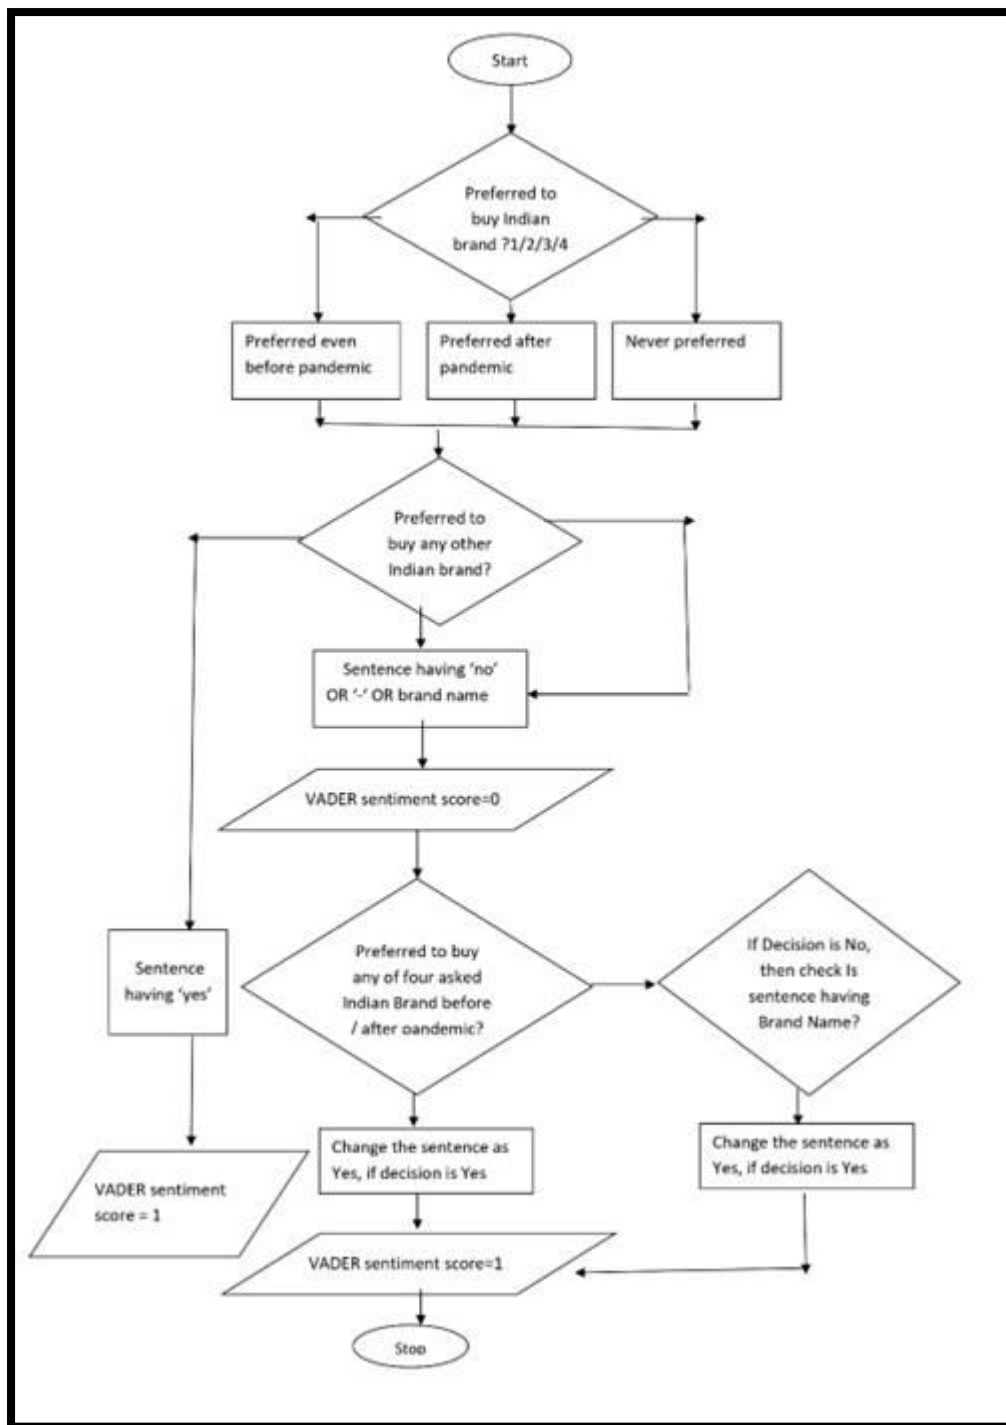 Start
Preferred to
buy Indian
brand ?1/2/3/4
Preferred even
before pandemic
Preferred after
pandemic
Never preferred
Preferred to
buy any other
Indian brand?
Sentence having ‘no’
OR ‘-’ OR brand name
VADER sentiment score=0
Preferred to buy
any of four asked
Indian Brand before
/ after pandemic?
If Decision is No,
then check Is
sentence having
Brand Name?
Sentence
having ‘yes’
Change the sentence as
Yes, if decision is Yes
Change the sentence as
Yes, if decision is Yes
VADER sentiment
score = 1
VADER sentiment score=1
Stop